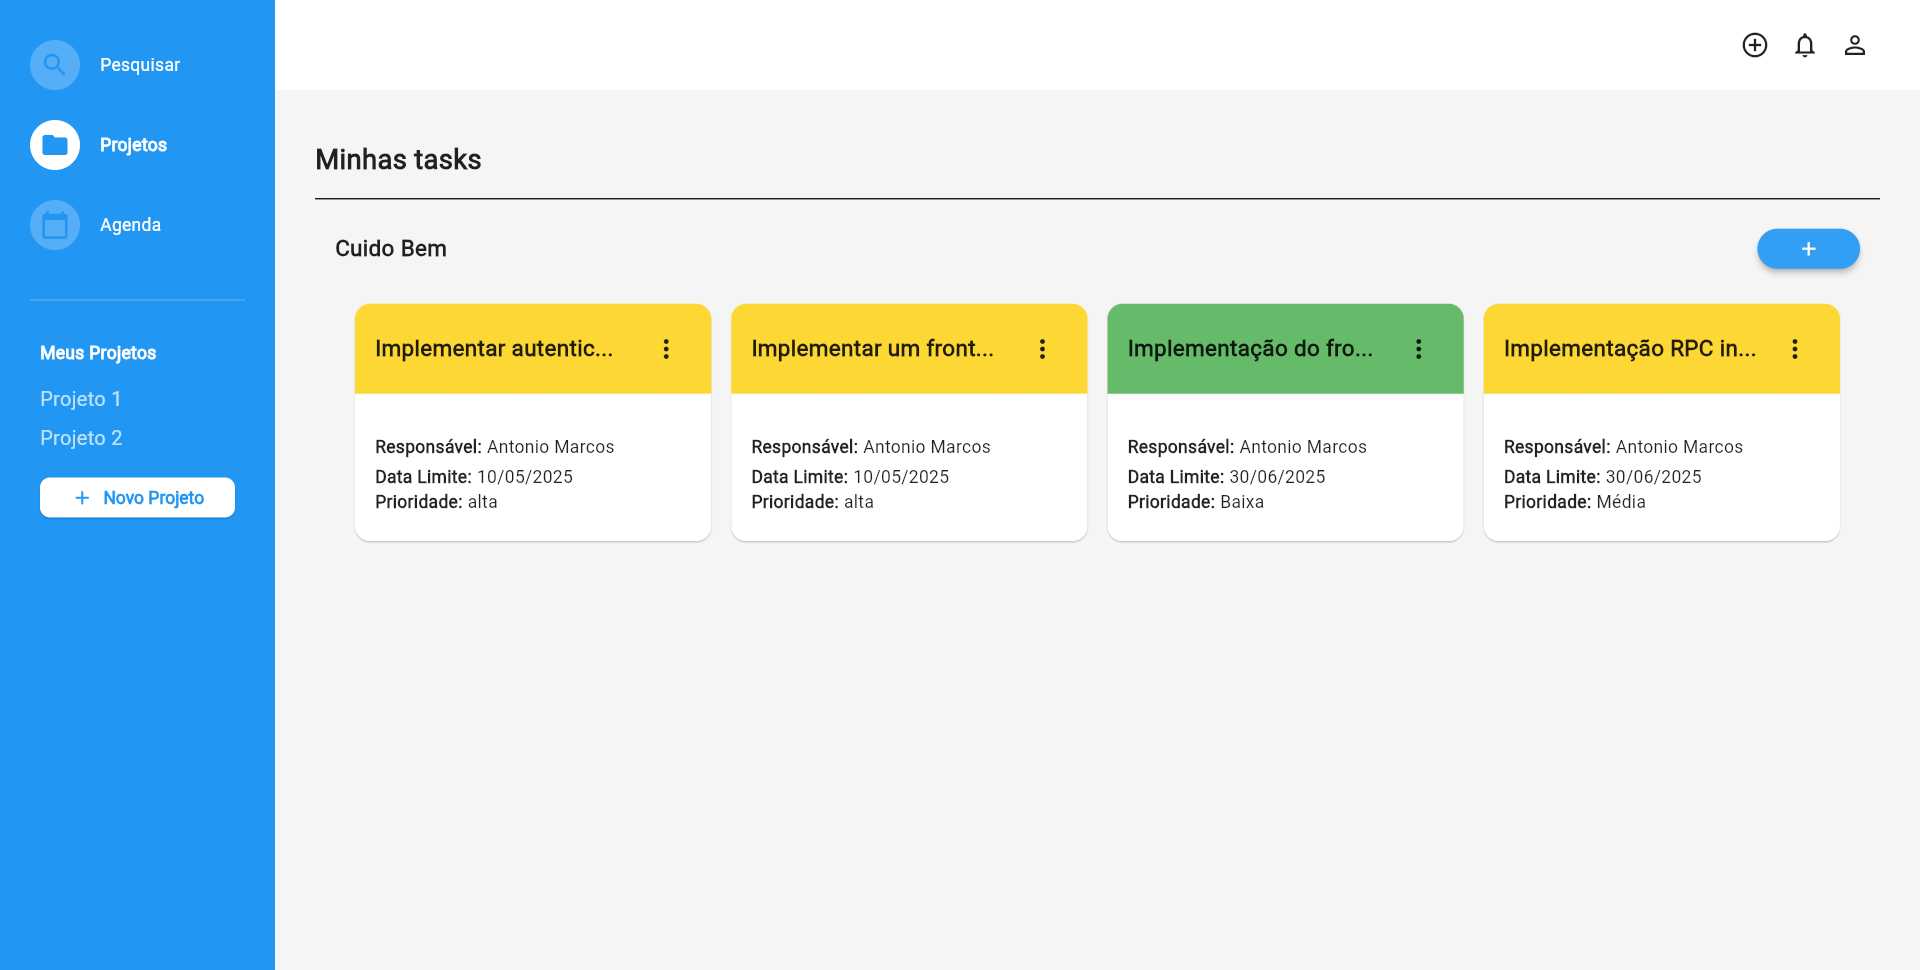 Pesquisar
Projetos
Agenda
Meus Projetos
Projeto 1
Projeto 2
+ Novo Projeto
Minhas tasks
Cuido Bem
+
Implementar autentic...
Responsável: Antonio Marcos
Data Limite: 10/05/2025
Prioridade: alta
Implementar um front...
Responsável: Antonio Marcos
Data Limite: 10/05/2025
Prioridade: alta
Implementação do fro...
Responsável: Antonio Marcos
Data Limite: 30/06/2025
Prioridade: Baixa
Implementação RPC in...
Responsável: Antonio Marcos
Data Limite: 30/06/2025
Prioridade: Média